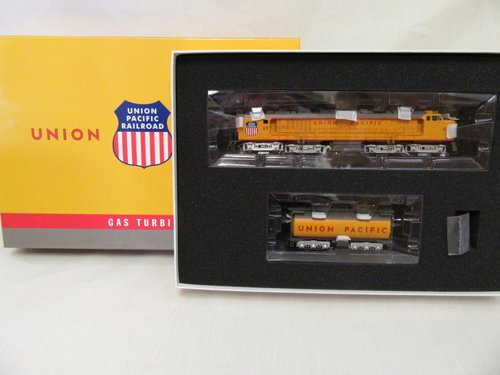 UNION
UNION
PACIFIC
RAILROAD
GAS TURBI
UNION PACIFIC
UNION PACIFIC